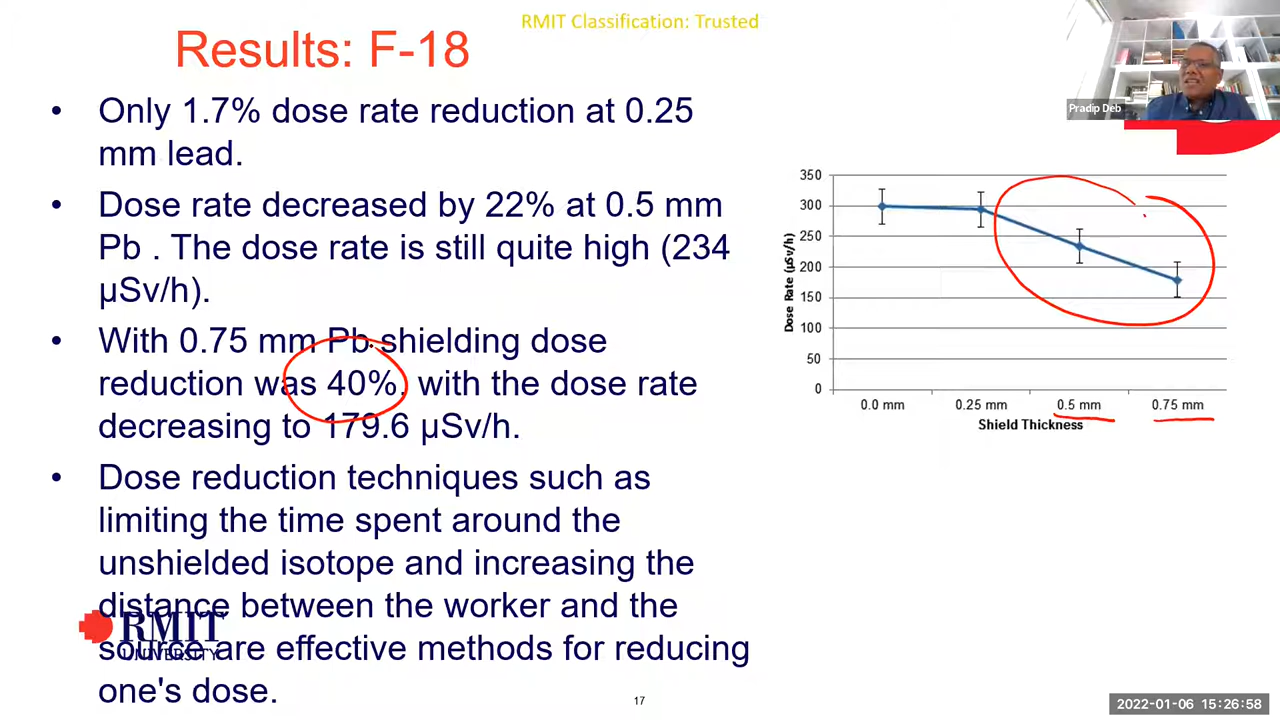 RMIT Classification: Trusted
Results: F-18
Pradip Deb
• Only 1.7% dose rate reduction at 0.25
mm lead.
• Dose rate decreased by 22% at 0.5 mm
Pb . The dose rate is still quite high (234
µSv/h).
• With 0.75 mm Pb shielding dose
reduction was 40%, with the dose rate
decreasing to 179.6 µSv/h.
• Dose reduction techniques such as
limiting the time spent around the
unshielded isotope and increasing the
distance between the worker and the
source are effective methods for reducing
one's dose.
RMIT
UNIVERSITY
Dose Rate (µSv/h)
350
300
250
200
150
100
50
0
0.0 mm 0.25 mm 0.5 mm 0.75 mm
Shield Thickness
17
2022-01-06 15:26:58